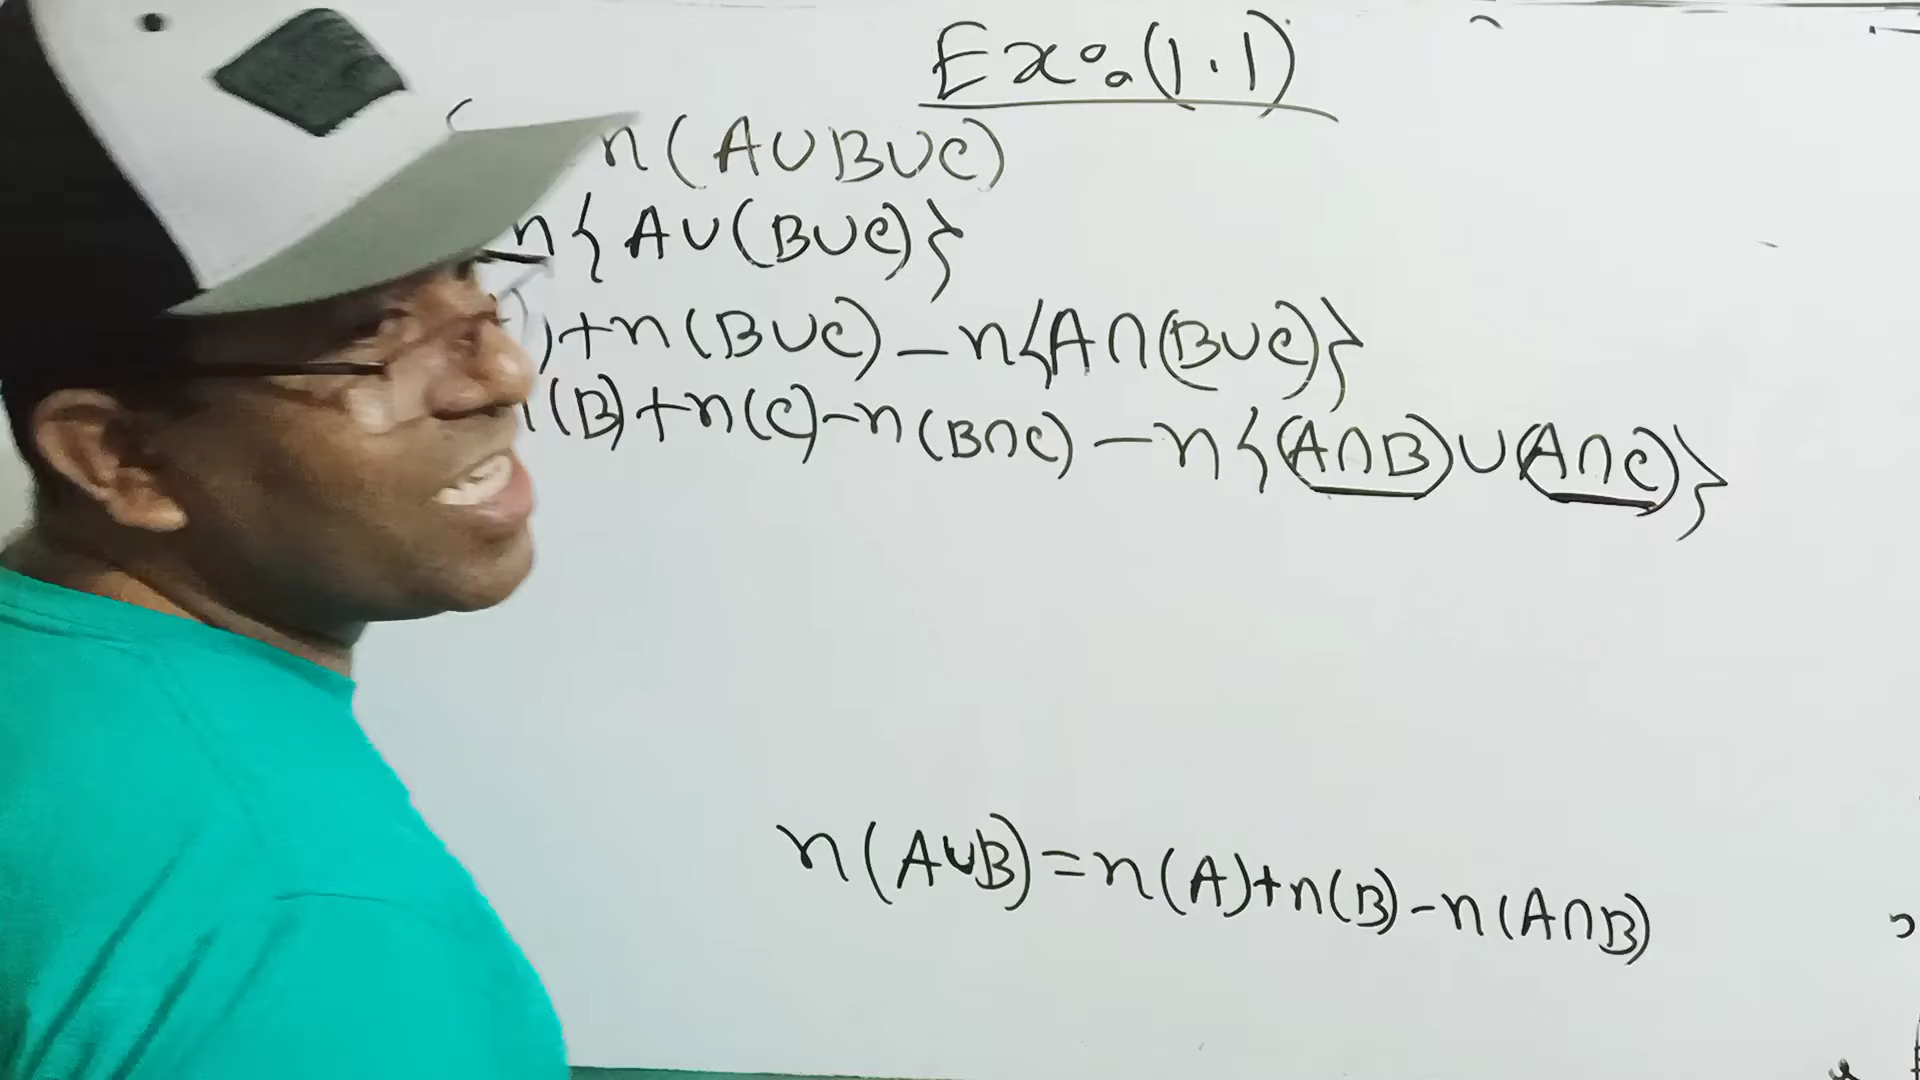 Ex:(1.1)
n(A∪B∪C)
n{A∪(B∪C)}
)+n(B∪C)-n{A∩(B∪C)}
(B)+n(C)-n(B∩C)-n{(A∩B)∪(A∩C)}
n(A∪B)=n(A)+n(B)-n(A∩B)